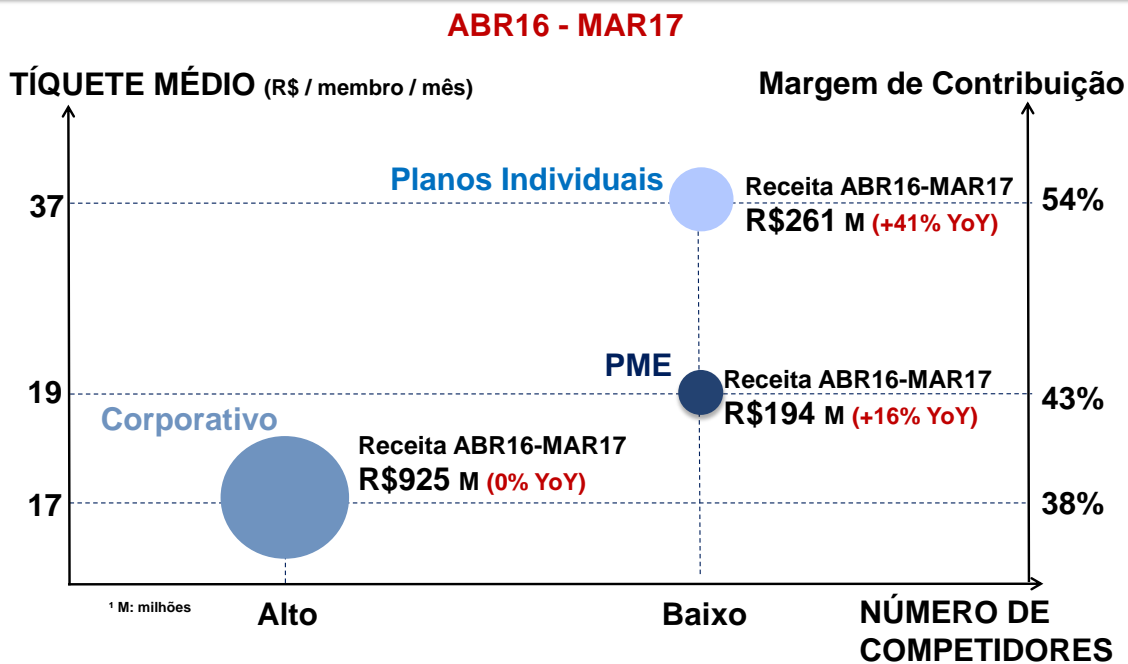 ABR16 - MAR17
TÍQUETE MÉDIO (R$ / membro / mês)
Margem de Contribuição
Planos Individuais
Receita ABR16-MAR17
R$261 M (+41% YoY)
37
54%
PME
Receita ABR16-MAR17
R$194 M (+16% YoY)
19
43%
Corporativo
Receita ABR16-MAR17
R$925 M (0% YoY)
17
38%
¹ M: milhões
Alto
Baixo
NÚMERO DE
COMPETIDORES